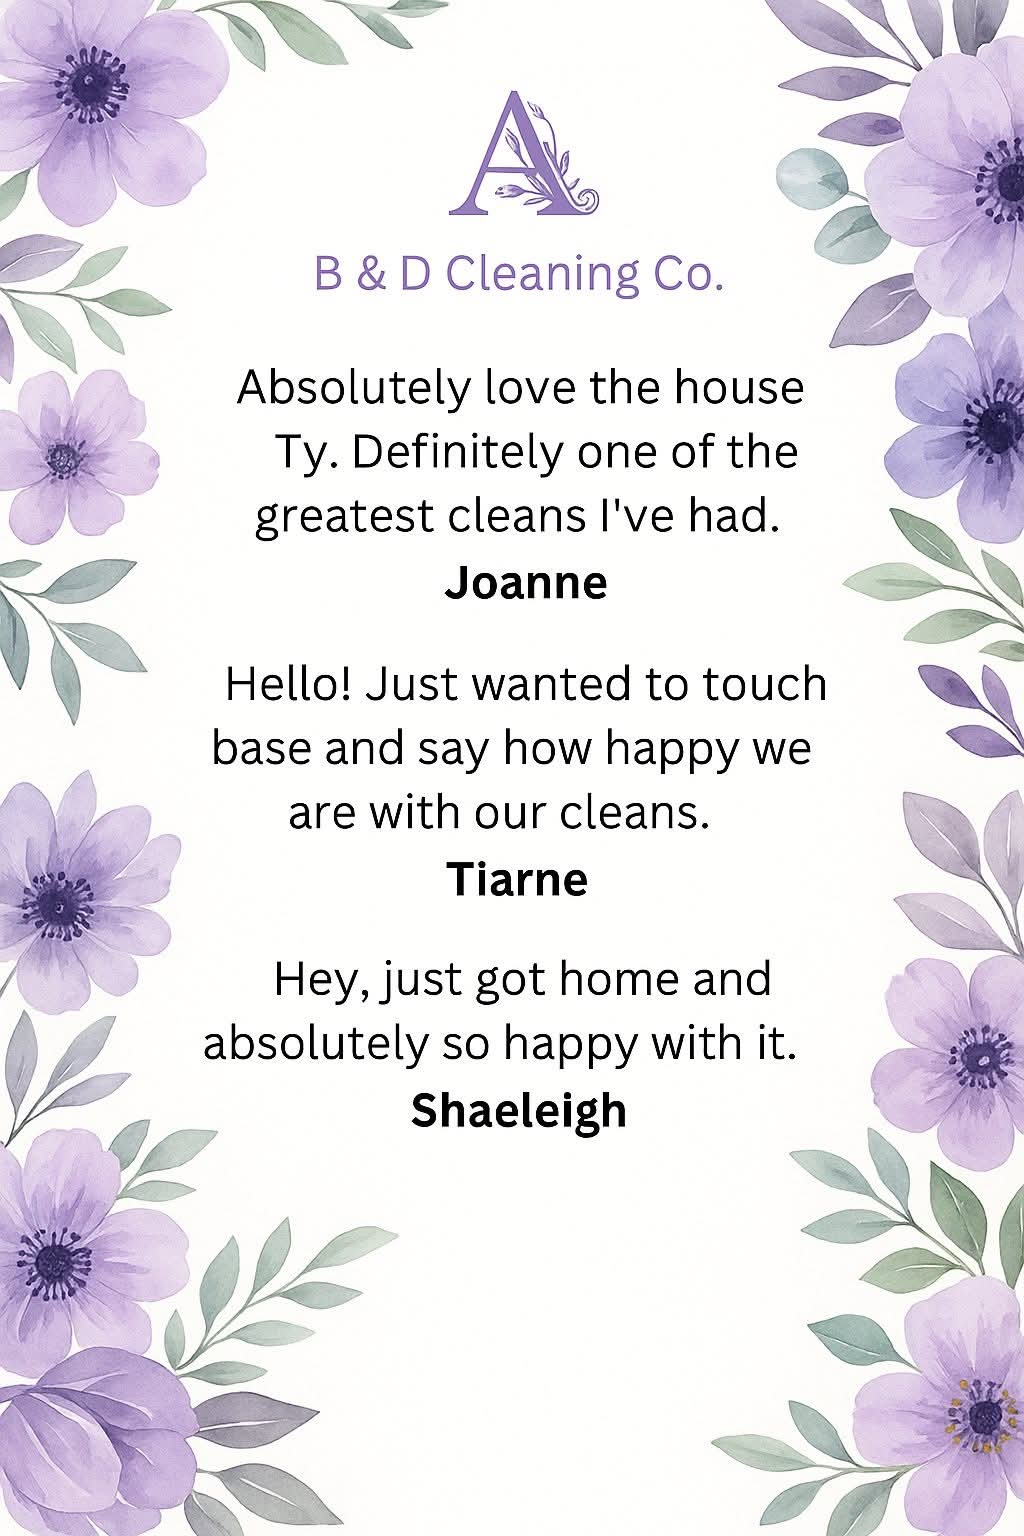 A
B & D Cleaning Co.
Absolutely love the house
Ty. Definitely one of the
greatest cleans I've had.
Joanne
Hello! Just wanted to touch
base and say how happy we
are with our cleans.
Tiarne
Hey, just got home and
absolutely so happy with it.
Shaeleigh